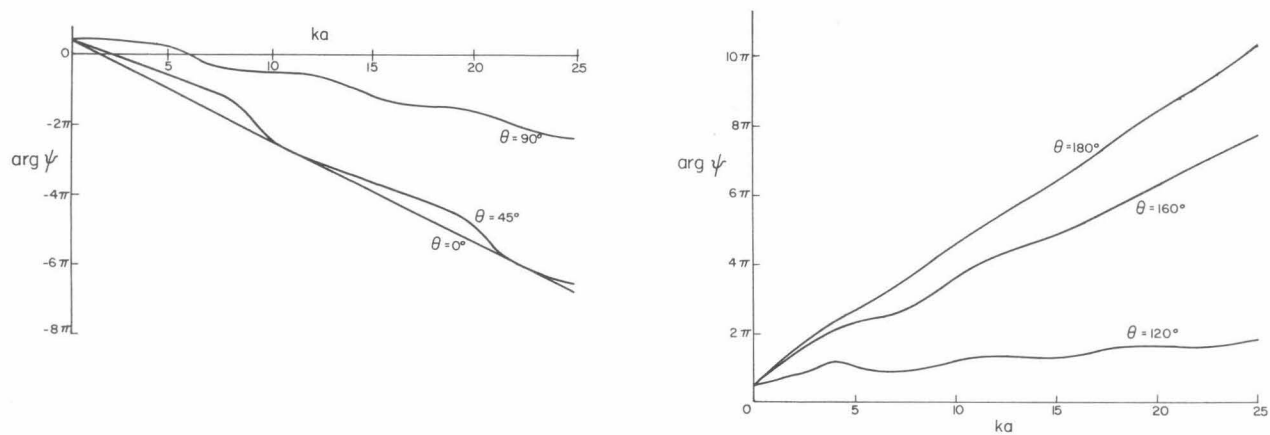 ka
0
5
10
15
20
25
-2π
-4π
-6π
-8π
arg ψ
θ = 90°
θ = 45°
θ = 0°
10π
8π
6π
4π
2π
arg ψ
θ = 180°
θ = 160°
θ = 120°
0
5
10
15
20
25
ka